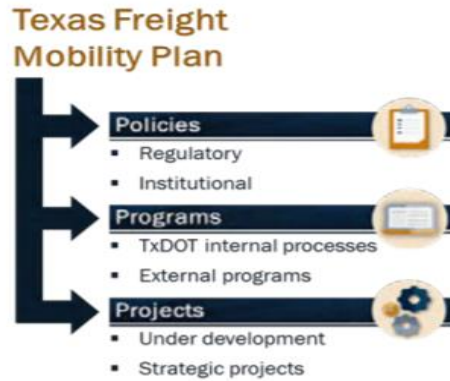 Texas Freight
Mobility Plan
Policies
▪ Regulatory
▪ Institutional
Programs
▪ TxDOT internal processes
▪ External programs
Projects
▪ Under development
▪ Strategic projects